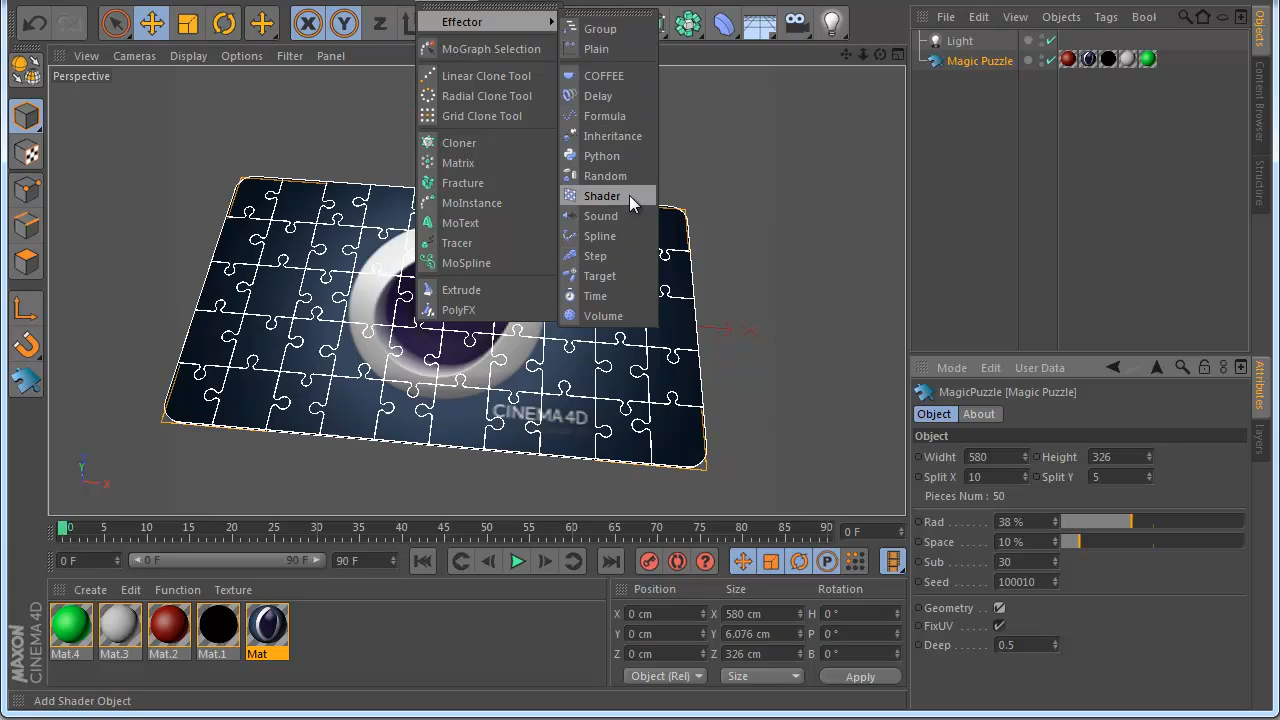 Effector
MoGraph Selection
Linear Clone Tool
Radial Clone Tool
Grid Clone Tool
Cloner
Matrix
Fracture
MoInstance
MoText
Tracer
MoSpline
Extrude
PolyFX
Group
Plain
COFFEE
Delay
Formula
Inheritance
Python
Random
Shader
Sound
Spline
Step
Target
Time
Volume
X Y Z
View Cameras Display Options Filter Panel
Perspective
CINEMA 4D
Y
X
X
0 5 10 15 20 25 30 35 40 45 50 55 60 65 70 75 80 85 90
0 F
0 F
0 F
90 F
90 F
P
Create Edit Function Texture
Mat.4 Mat.3 Mat.2 Mat.1 Mat
MAXON
CINEMA 4D
Add Shader Object
Position Size Rotation
X 0 cm X 580 cm H 0 °
Y 0 cm Y 6.076 cm P 0 °
Z 0 cm Z 326 cm B 0 °
Object (Rel) Size Apply
File Edit View Objects Tags Bool
Light
Magic Puzzle
Objects
Content Browser
Structure
Mode Edit User Data
MagicPuzzle [Magic Puzzle]
Object About
Object
Widht 580 Height 326
Split X 10 Split Y 5
Pieces Num : 50
Rad 38 %
Space 10 %
Sub 30
Seed 100010
Geometry
FixUV
Deep 0.5
Attributes
Layers